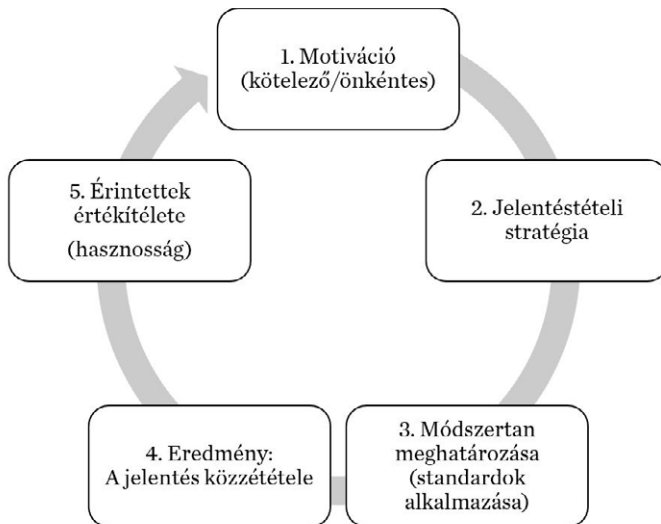 1. Motiváció
(kötelező/önkéntes)
2. Jelentéstételi
stratégia
3. Módszertan
meghatározása
(standardok
alkalmazása)
4. Eredmény:
A jelentés közzététele
5. Érintettek
értékítélete
(hasznosság)